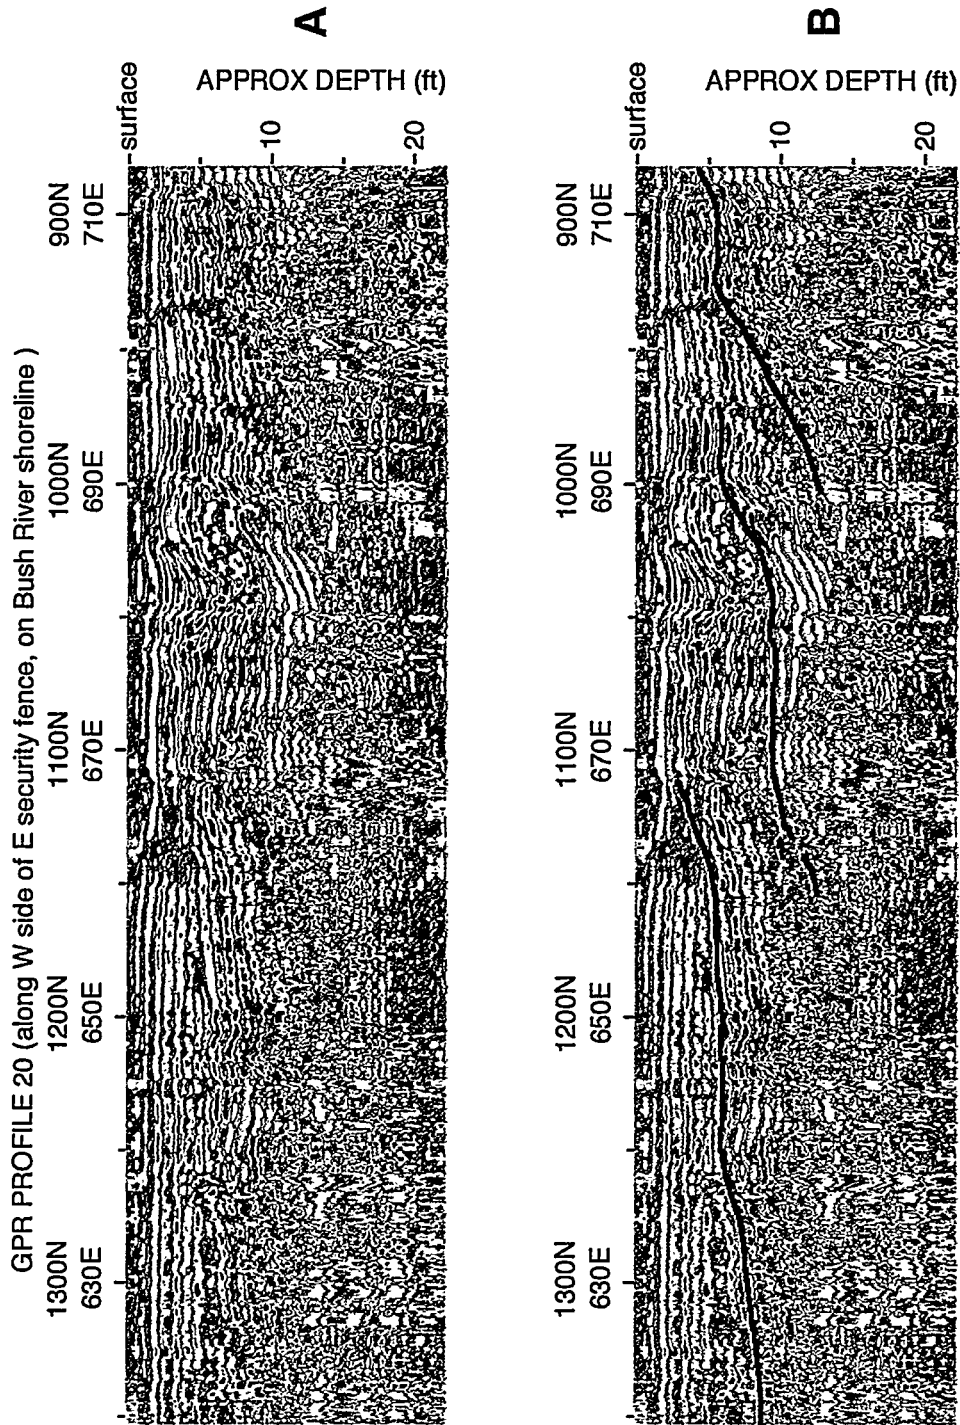 GPR PROFILE 20 (along W side of E security fence, on Bush River shoreline )
1300N 1200N 1100N 1000N 900N
630E 650E 670E 690E 710E
surface
10
20
APPROX DEPTH (ft)
A
1300N 1200N 1100N 1000N 900N
630E 650E 670E 690E 710E
surface
10
20
APPROX DEPTH (ft)
B